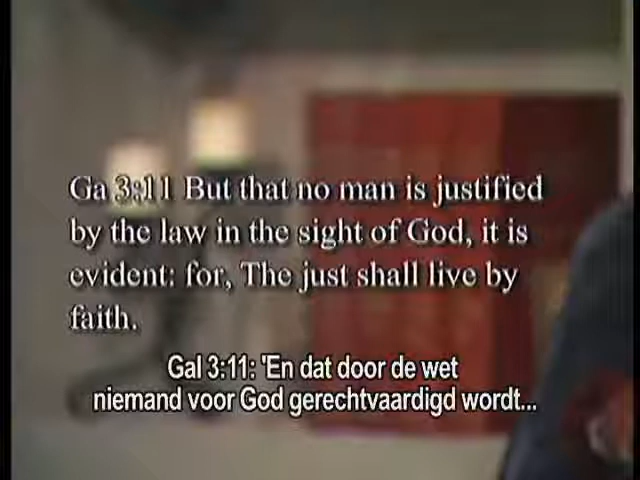 Ga 3:11 But that no man is justified
by the law in the sight of God, it is
evident: for, The just shall live by
faith.
Gal 3:11: 'En dat door de wet
niemand voor God gerechtvaardigd wordt...